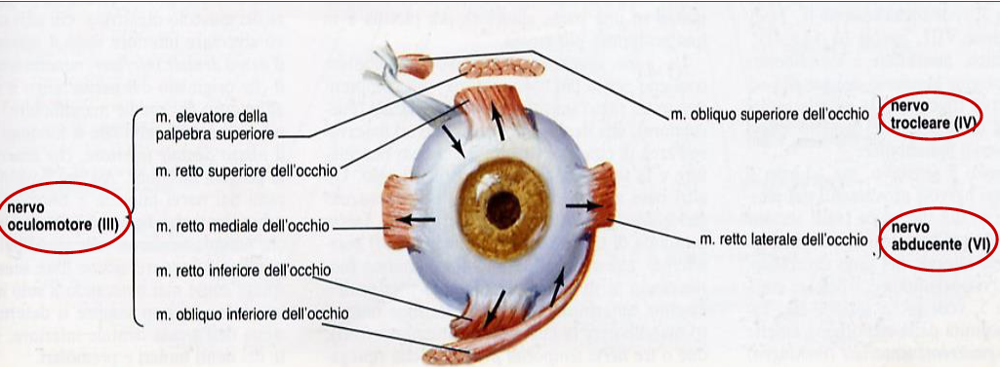 m. elevatore della
palpebra superiore
m. retto superiore dell'occhio
nervo
oculomotore (III)
m. retto mediale dell'occhio
m. retto inferiore dell'occhio
m. obliquo inferiore dell'occhio
m. obliquo superiore dell'occhio
nervo
trocleare (IV)
m. retto laterale dell'occhio
nervo
abducente (VI)